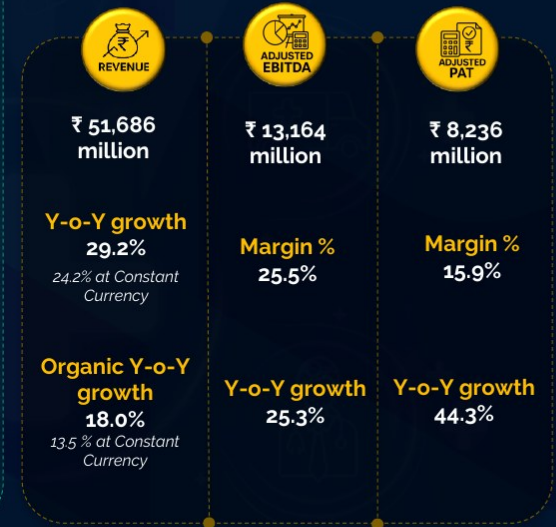 REVENUE
₹ 51,686
million
Y-o-Y growth
29.2%
24.2% at Constant
Currency
Organic Y-o-Y
growth
18.0%
13.5 % at Constant
Currency
ADJUSTED
EBITDA
₹ 13,164
million
Margin %
25.5%
Y-o-Y growth
25.3%
ADJUSTED
PAT
₹ 8,236
million
Margin %
15.9%
Y-o-Y growth
44.3%